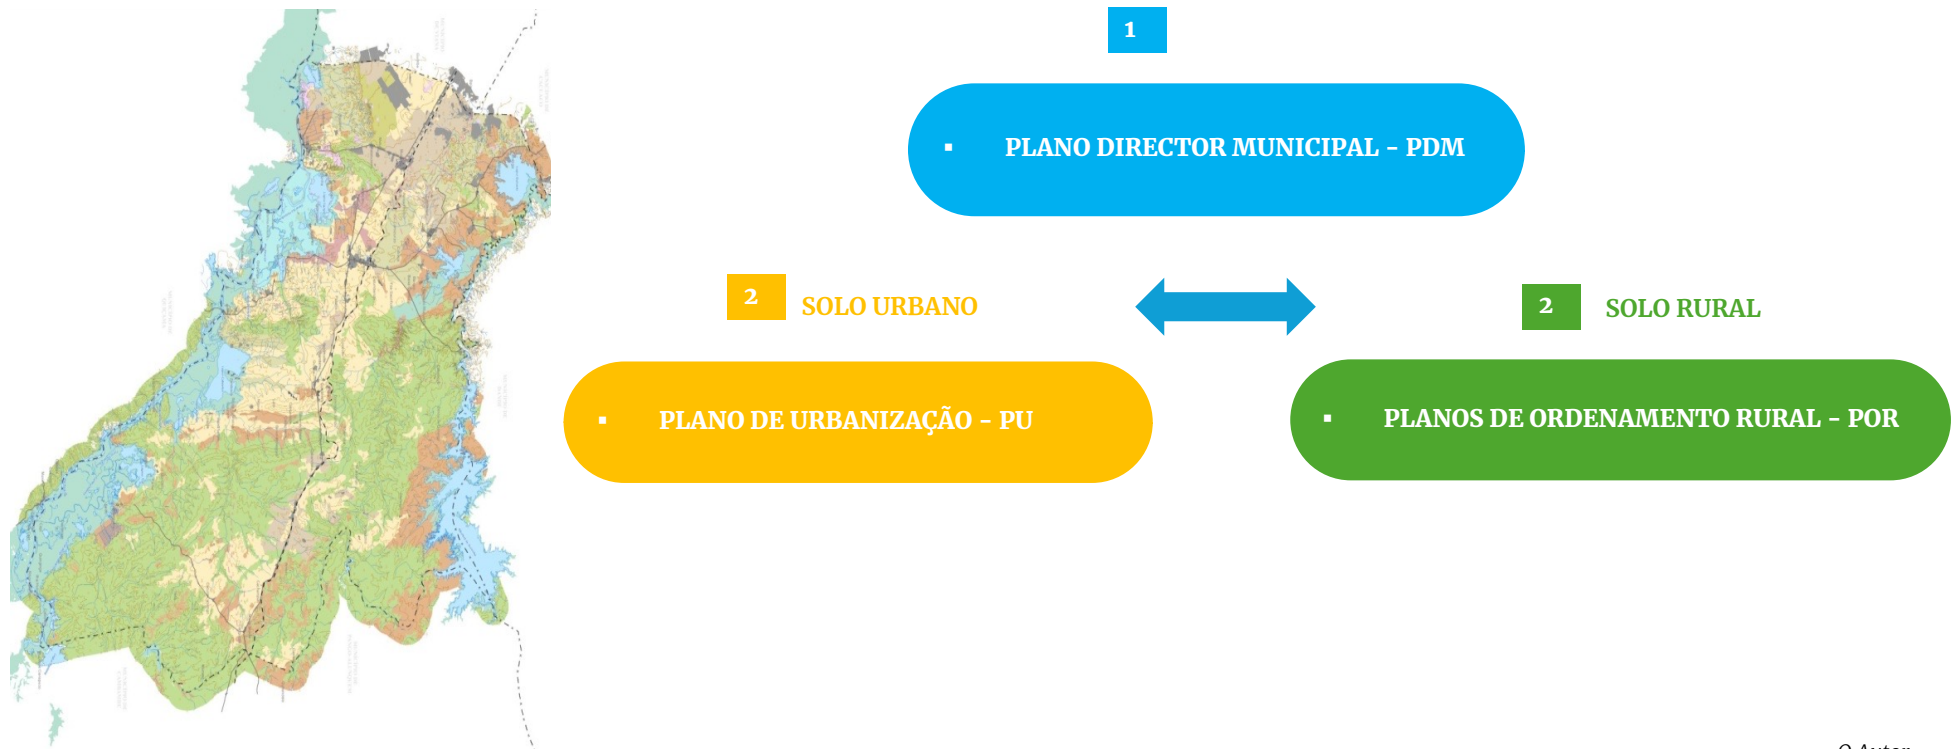 1
▪ PLANO DIRECTOR MUNICIPAL – PDM
2 SOLO URBANO
2 SOLO RURAL
▪ PLANO DE URBANIZAÇÃO – PU
▪ PLANOS DE ORDENAMENTO RURAL – POR